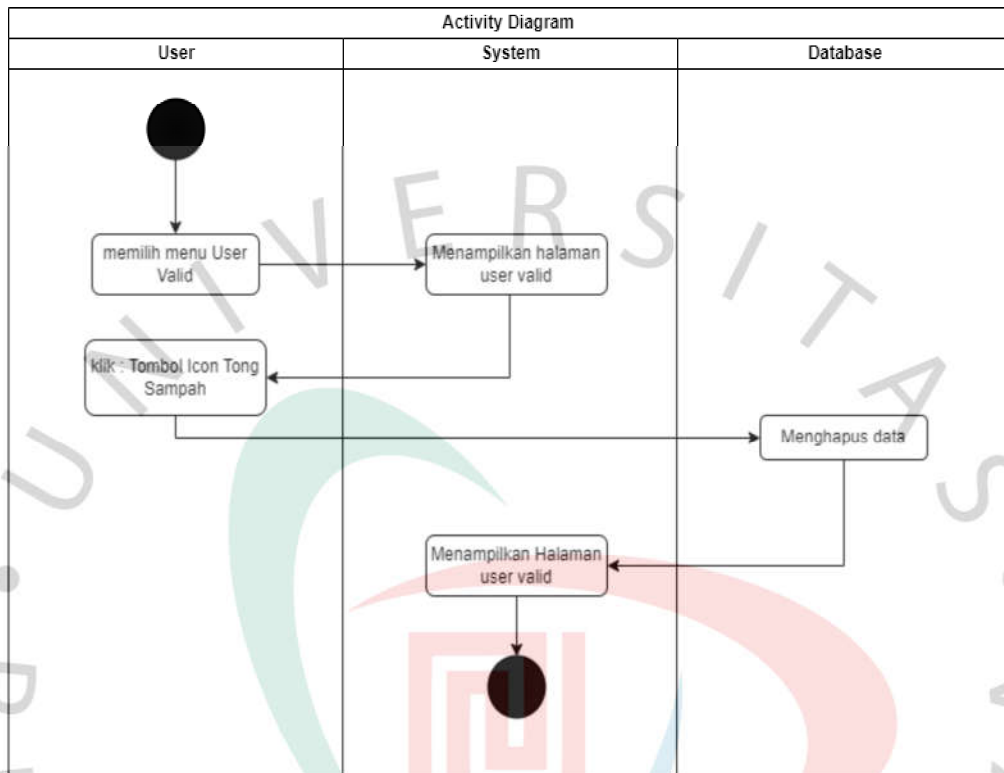 Activity Diagram
User
System
Database
memilih menu User
Valid
Menampilkan halaman
user valid
klik : Tombol Icon Tong
Sampah
Menghapus data
Menampilkan Halaman
user valid
UNIVERSITAS